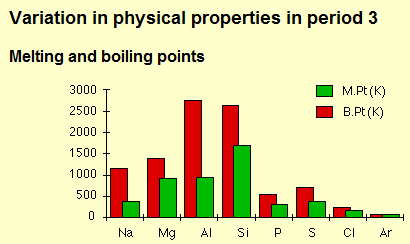 Variation in physical properties in period 3
Melting and boiling points
3000
2500
2000
1500
1000
500
0
M.Pt (K)
B.Pt (K)
Na Mg Al Si P S Cl Ar